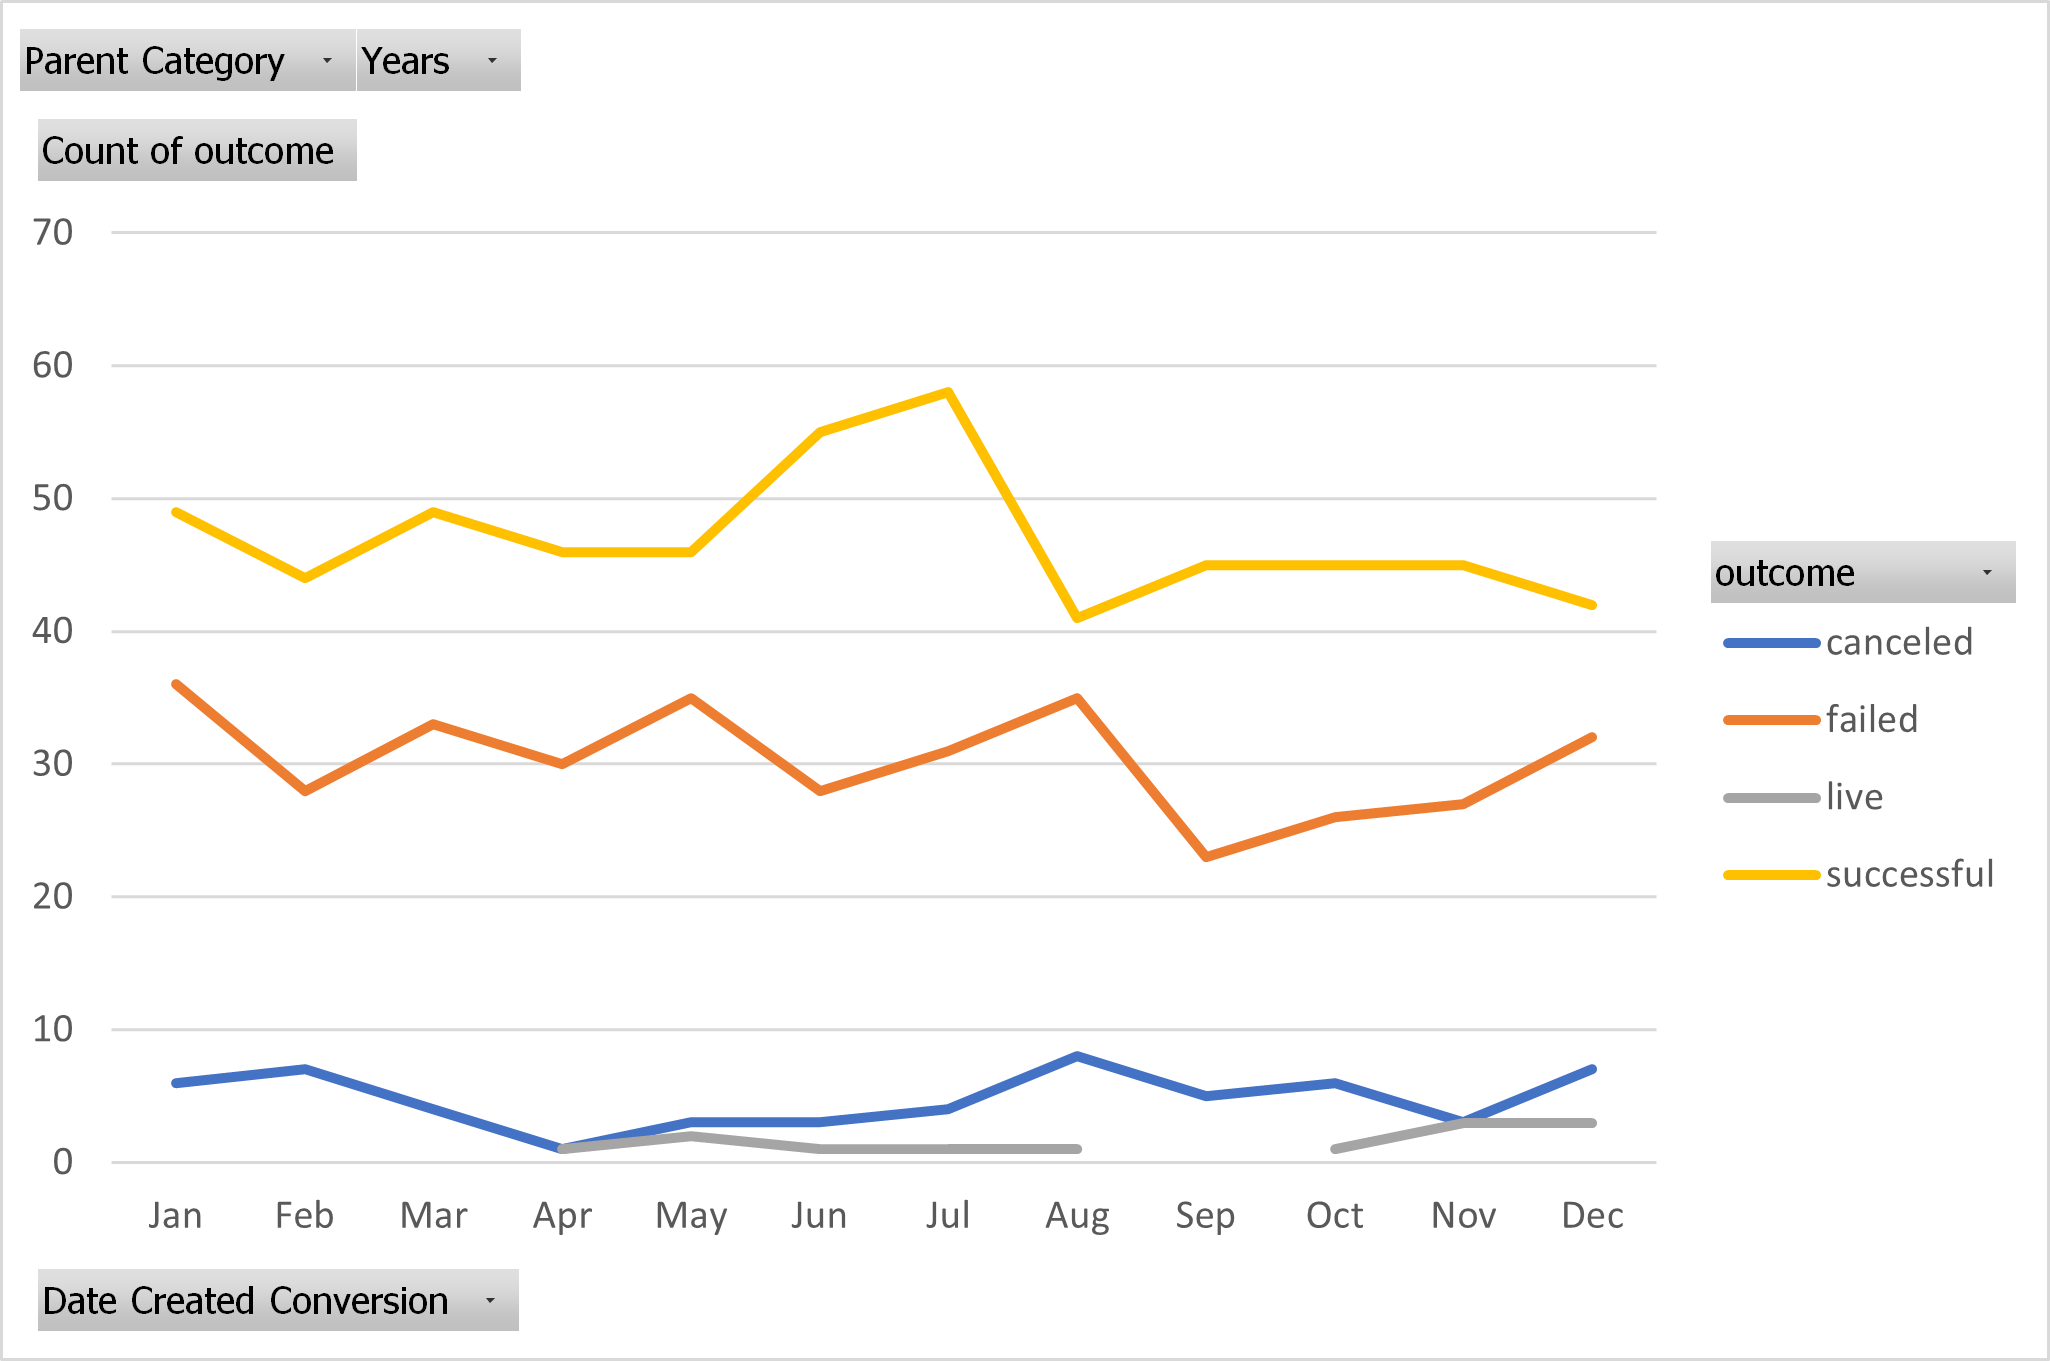 Parent Category Years
Count of outcome
70
60
50
40
30
20
10
0
Jan Feb Mar Apr May Jun Jul Aug Sep Oct Nov Dec
Date Created Conversion
outcome
canceled
failed
live
successful